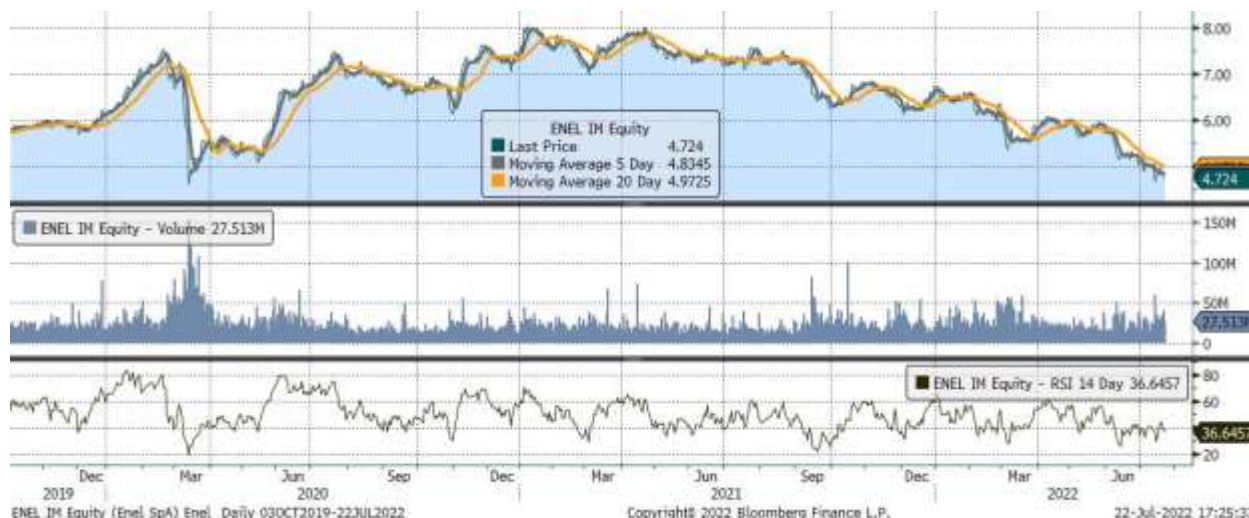 8.00
7.00
6.00
4.724
ENEL IM Equity
Last Price 4.724
Moving Average 5 Day 4.8345
Moving Average 20 Day 4.9725
ENEL IM Equity - Volume 27.513M
150M
100M
50M
27.513M
0
ENEL IM Equity - RSI 14 Day 36.6457
80
60
36.6457
20
Dec Mar Jun Sep Dec Mar Jun Sep Dec Mar Jun
2019 2020 2021 2022
ENEL IM Equity (Enel SpA) Enel Daily 03OCT2019-22JUL2022 Copyright© 2022 Bloomberg Finance L.P. 22-Jul-2022 17:25:3